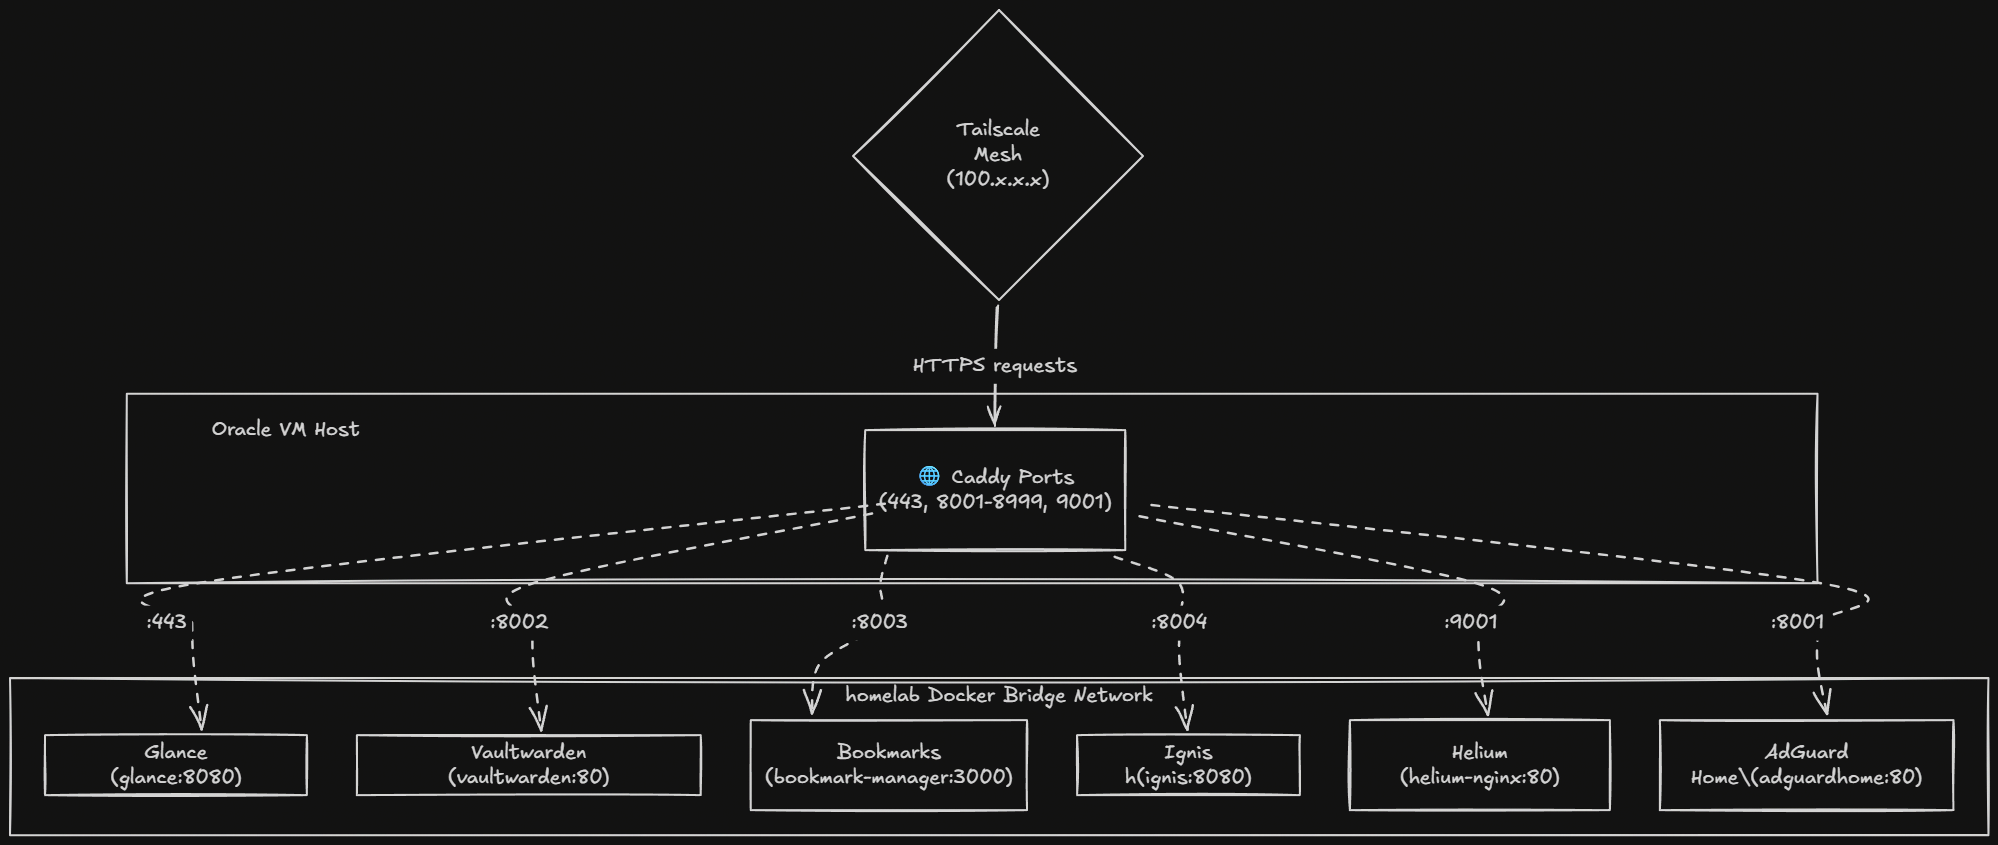 Tailscale
Mesh
(100.x.x.x)
HTTPS requests
Oracle VM Host
🌐 Caddy Ports
(443, 8001-8999, 9001)
:443
:8002
:8003
:8004
:9001
:8001
homelab Docker Bridge Network
Glance
(glance:8080)
Vaultwarden
(vaultwarden:80)
Bookmarks
(bookmark-manager:3000)
Ignis
h(ignis:8080)
Helium
(helium-nginx:80)
AdGuard
Home\(adguardhome:80)